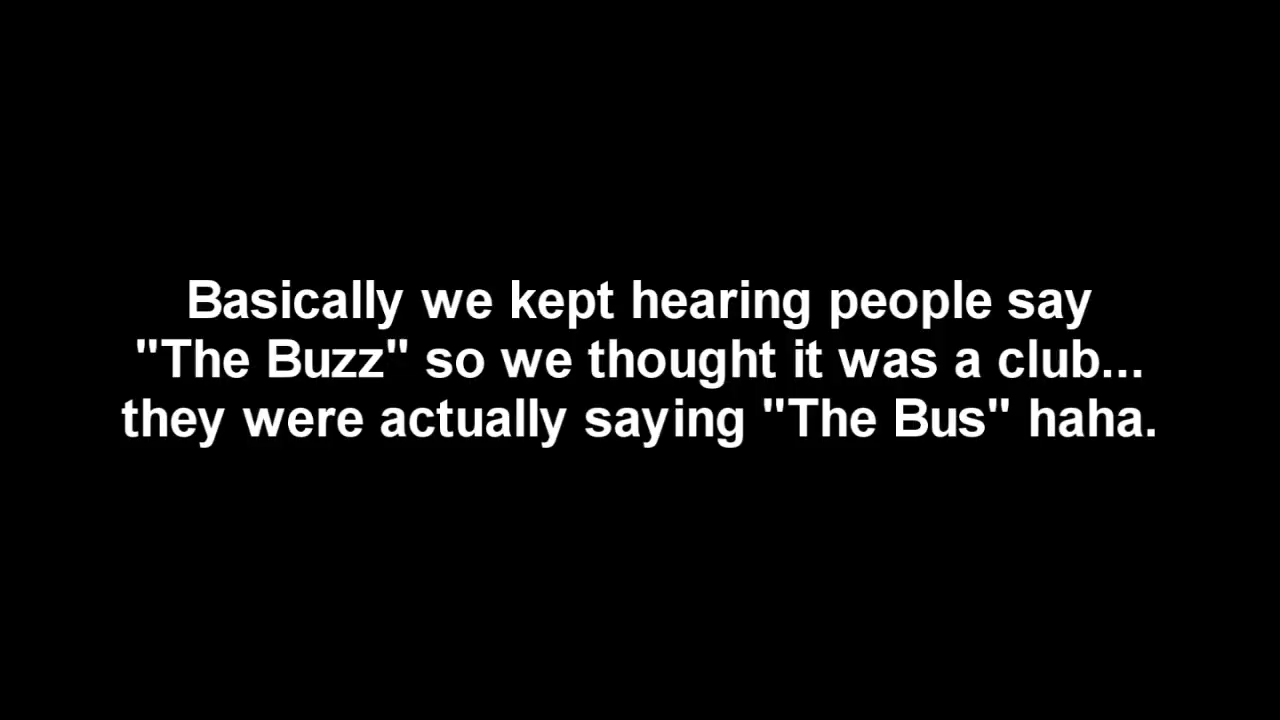 Basically we kept hearing people say
"The Buzz" so we thought it was a club...
they were actually saying "The Bus" haha.